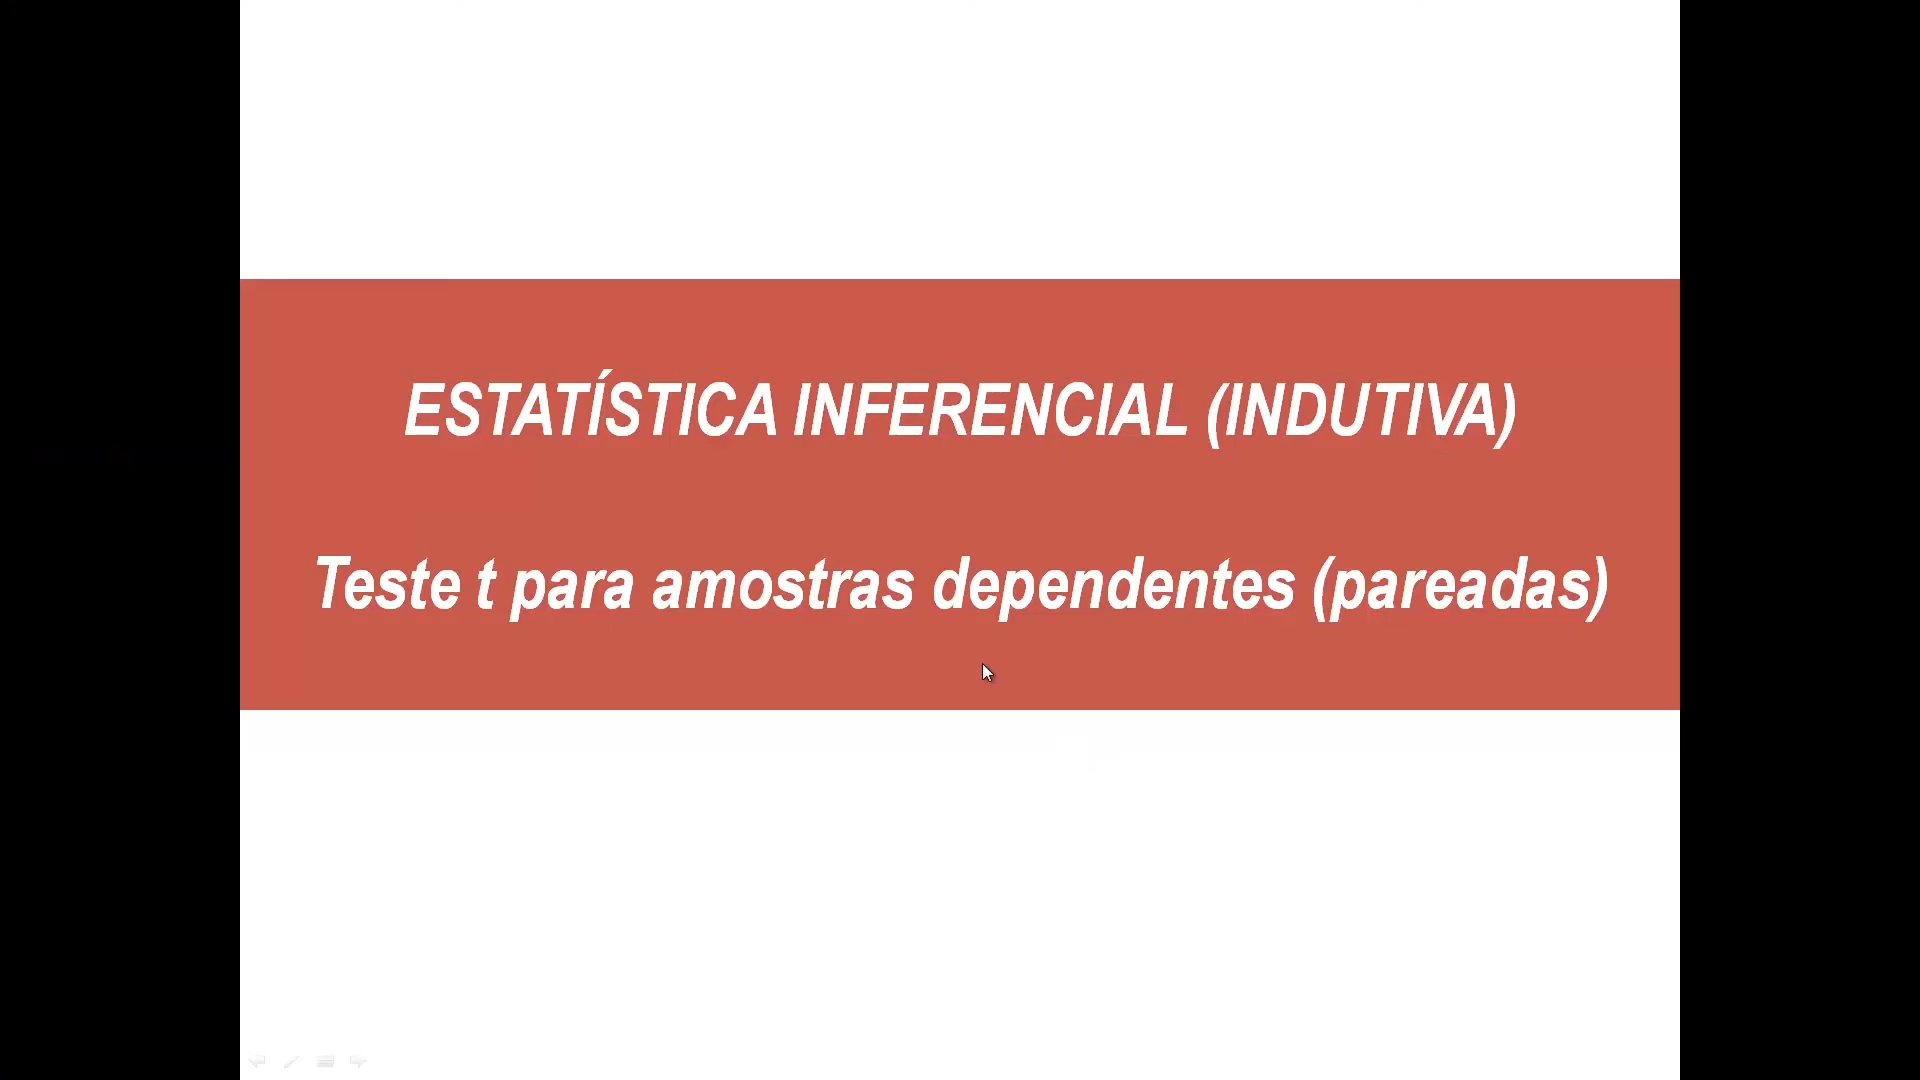 ESTATÍSTICA INFERENCIAL (INDUTIVA)
Teste t para amostras dependentes (pareadas)